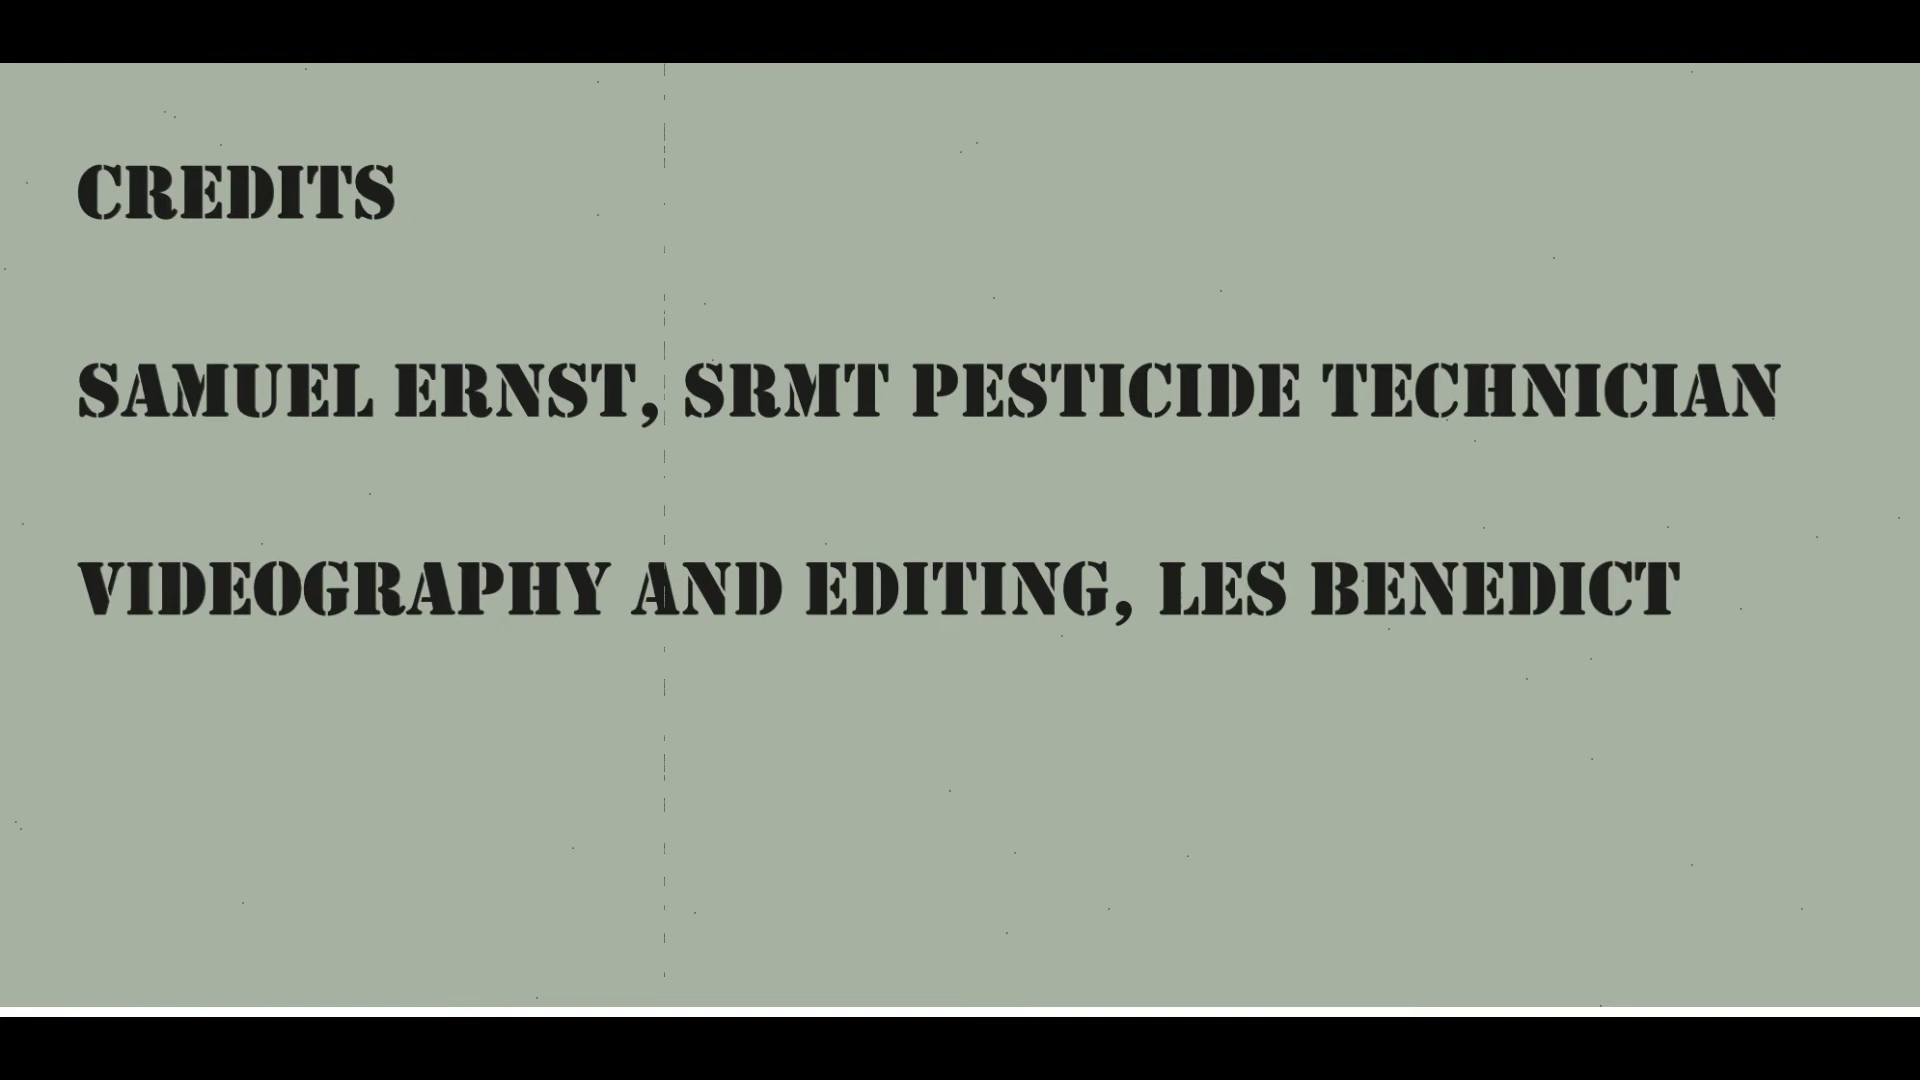 CREDITS
SAMUEL ERNST, SRMT PESTICIDE TECHNICIAN
VIDEOGRAPHY AND EDITING, LES BENEDICT